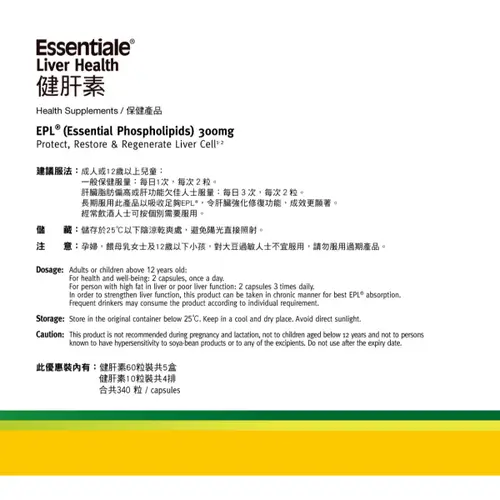 Essentiale®
Liver Health
健肝素
Health Supplements / 保健產品
EPL® (Essential Phospholipids) 300mg
Protect, Restore & Regenerate Liver Cell¹˒²
建議服法：成人或12歲以上兒童：
一般保健服量：每日1次，每次２粒。
肝臟脂肪偏高或肝功能欠佳人士服量：每日３次，每次２粒。
長期服用此產品以吸收足夠EPL®，令肝臟強化修復功能，成效更顯著。
經常飲酒人士可按個別需要服用。
儲　　藏：儲存於25℃以下陰涼乾爽處，避免陽光直接照射。
注　　意：孕婦，餵母乳女士及12歲以下小孩，對大豆過敏人士不宜服用，請勿服用過期產品。
Dosage: Adults or children above 12 years old:
For health and well-being: 2 capsules, once a day.
For person with high fat in liver or poor liver function: 2 capsules 3 times daily.
In order to strengthen liver function, this product can be taken in chronic manner for best EPL® absorption.
Frequent drinkers may consume the product according to individual requirement.
Storage: Store in the original container below 25℃. Keep in a cool and dry place. Avoid direct sunlight.
Caution: This product is not recommended during pregnancy and lactation, not to children aged below 12 years and not to persons
known to have hypersensitivity to soya-bean products or to any of the excipients. Do not use after the expiry date.
此優惠裝內有：健肝素60粒裝共5盒
健肝素10粒裝共4排
合共340 粒 / capsules